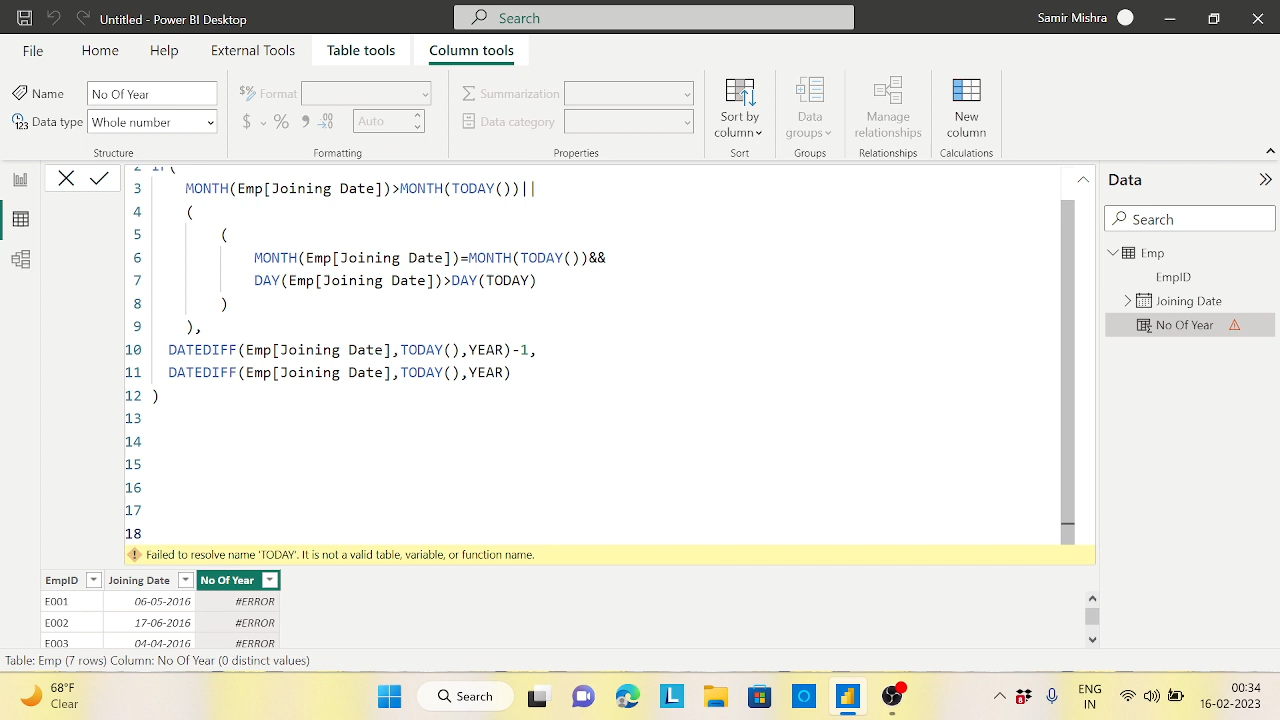 Untitled - Power BI Desktop
Search
Samir Mishra
File
Home
Help
External Tools
Table tools
Column tools
Name
No Of Year
Format
Summarization
Data type
Whole number
$ % 9 .00
Auto
Data category
Sort by
column
Data
groups
Manage
relationships
New
column
Structure
Formatting
Properties
Sort
Groups
Relationships
Calculations
3 MONTH(Emp[Joining Date])>MONTH(TODAY())||
4 (
5 (
6 MONTH(Emp[Joining Date])=MONTH(TODAY())&&
7 DAY(Emp[Joining Date])>DAY(TODAY)
8 )
9 ),
10 DATEDIFF(Emp[Joining Date],TODAY(),YEAR)-1,
11 DATEDIFF(Emp[Joining Date],TODAY(),YEAR)
12 )
13
14
15
16
17
18
Failed to resolve name 'TODAY'. It is not a valid table, variable, or function name.
Data
Search
Emp
EmpID
Joining Date
No Of Year
EmpID Joining Date No Of Year
E001 06-05-2016 #ERROR
E002 17-06-2016 #ERROR
E003 04-04-2016 #ERROR
Table: Emp (7 rows) Column: No Of Year (0 distinct values)
68°F
Clear
Search
ENG
IN
00:34
16-02-2023